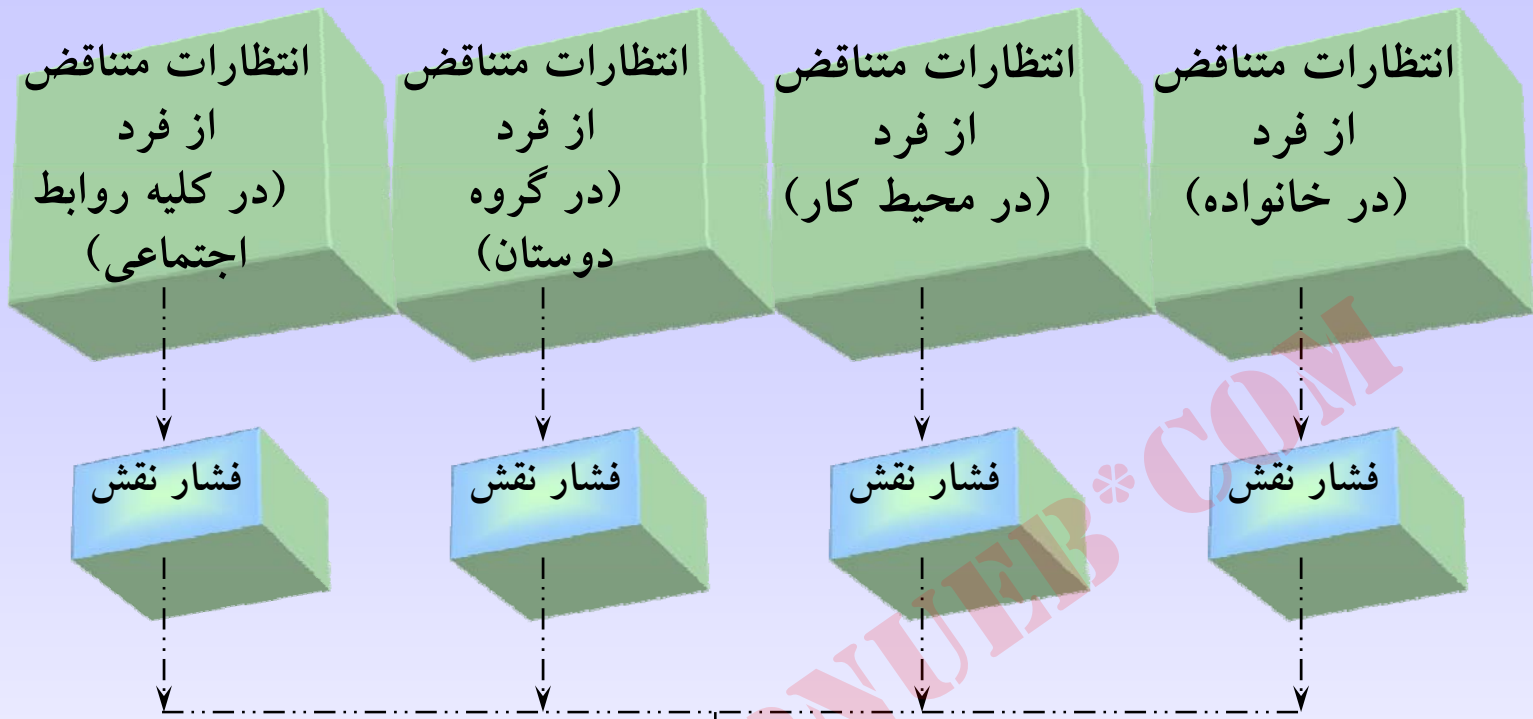 انتظارات متناقض
از فرد
(در خانواده)
انتظارات متناقض
از فرد
(در محیط کار)
انتظارات متناقض
از فرد
(در گروه
دوستان)
انتظارات متناقض
از فرد
(در کلیه روابط
اجتماعی)
فشار نقش
فشار نقش
فشار نقش
فشار نقش
NUEB*COM